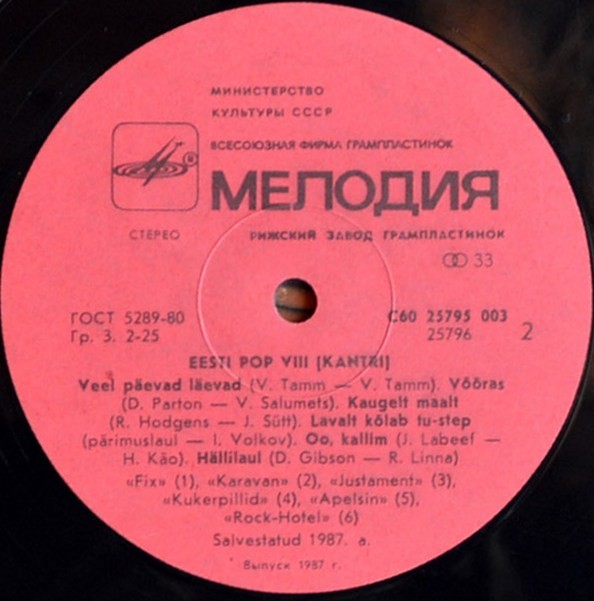 МИНИСТЕРСТВО
КУЛЬТУРЫ СССР
ВСЕСОЮЗНАЯ ФИРМА ГРАМПЛАСТИНОК
®
МЕЛОДИЯ
СТЕРЕО
РИЖСКИЙ ЗАВОД ГРАМПЛАСТИНОК
33
ГОСТ 5289-80
С60 25795 003
Гр. 3. 2-25
25796
2
EESTI POP VIII (KANTRI)
Veel päevad läevad (V. Tamm — V. Tamm). Võõras
(D. Parton — V. Salumets). Kaugelt maalt
(R. Hodgens — J. Sütt). Lavalt kõlab tu-step
(pärimuslaul — I. Volkov). Oo, kallim (J. Labeef —
H. Käo). Hällilaul (D. Gibson — R. Linna)
«Fix» (1), «Karavan» (2), «Justament» (3),
«Kukerpillid» (4), «Apelsin» (5),
«Rock-Hotel» (6)
Salvestatud 1987. a.
Выпуск 1987 г.